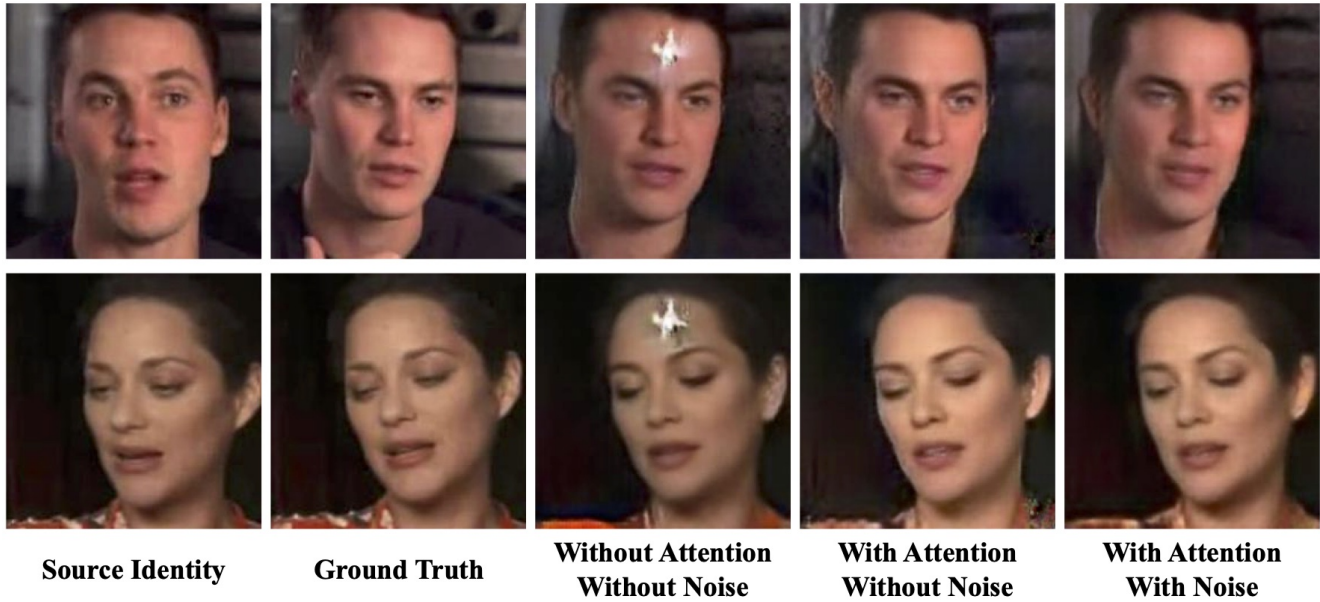 Source Identity
Ground Truth
Without Attention
Without Noise
With Attention
Without Noise
With Attention
With Noise